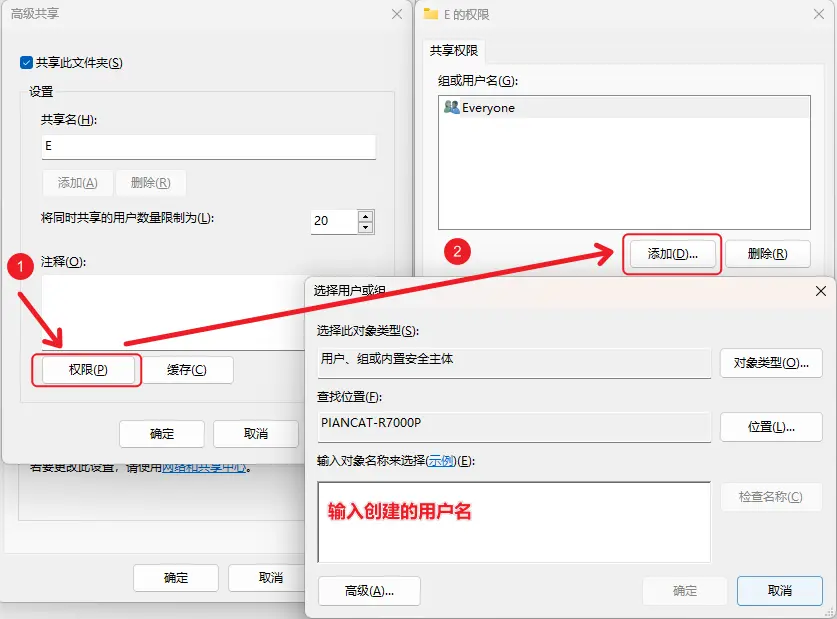 高级共享
共享此文件夹(S)
设置
共享名(H):
E
添加(A)
删除(R)
将同时共享的用户数量限制为(L):
20
1
注释(O):
权限(P)
缓存(C)
确定
取消
若要更改此设置，请使用网络和共享中心。
确定
取消
E 的权限
共享权限
组或用户名(G):
Everyone
2
添加(D)...
删除(R)
选择用户或组
选择此对象类型(S):
用户、组或内置安全主体
对象类型(O)...
查找位置(F):
PIANCAT-R7000P
位置(L)...
输入对象名称来选择(示例)(E):
输入创建的用户名
检查名称(C)
高级(A)...
确定
取消